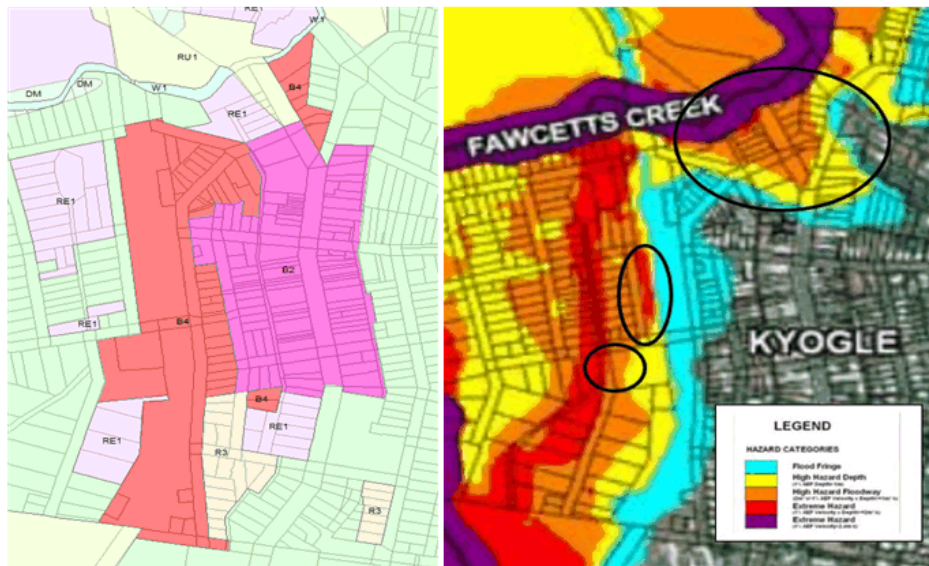 RE1
W1
RU1
DM
DM
W1
B4
RE1
RE1
B2
B4
RE1
B4
RE1
RE1
R3
R3
FAWCETTS CREEK
KYOGLE
LEGEND
HAZARD CATEGORIES
Flood Fringe
High Hazard Depth
High Hazard Floodway
Extreme Hazard
Extreme Hazard